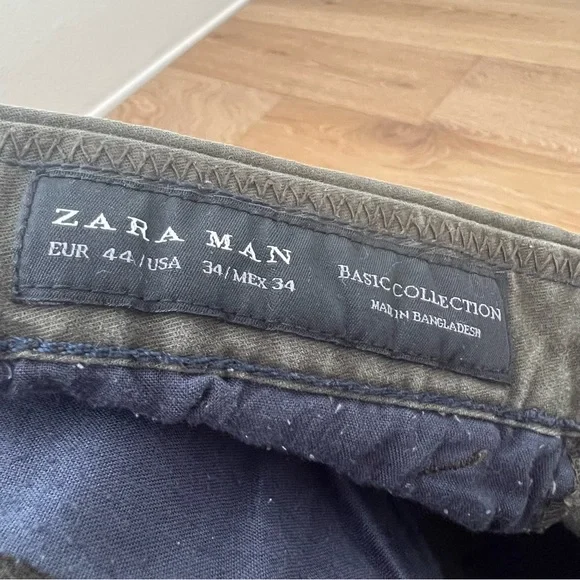 ZARA MAN
EUR 44/USA 34/MEX 34
BASIC COLLECTION
MADE IN BANGLADESH